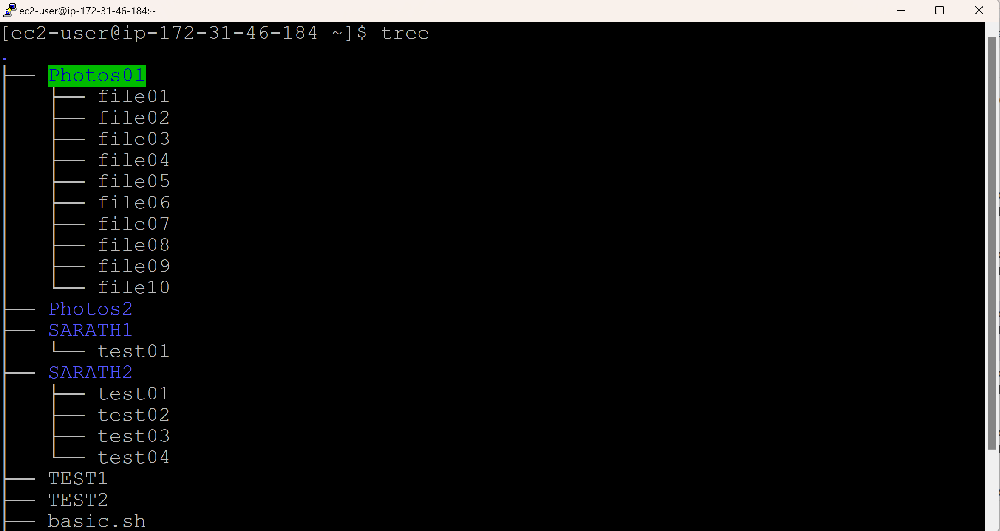 ec2-user@ip-172-31-46-184:~
[ec2-user@ip-172-31-46-184 ~]$ tree
.
├── Photos01
│   ├── file01
│   ├── file02
│   ├── file03
│   ├── file04
│   ├── file05
│   ├── file06
│   ├── file07
│   ├── file08
│   ├── file09
│   └── file10
├── Photos2
├── SARATH1
│   └── test01
├── SARATH2
│   ├── test01
│   ├── test02
│   ├── test03
│   └── test04
├── TEST1
├── TEST2
├── basic.sh